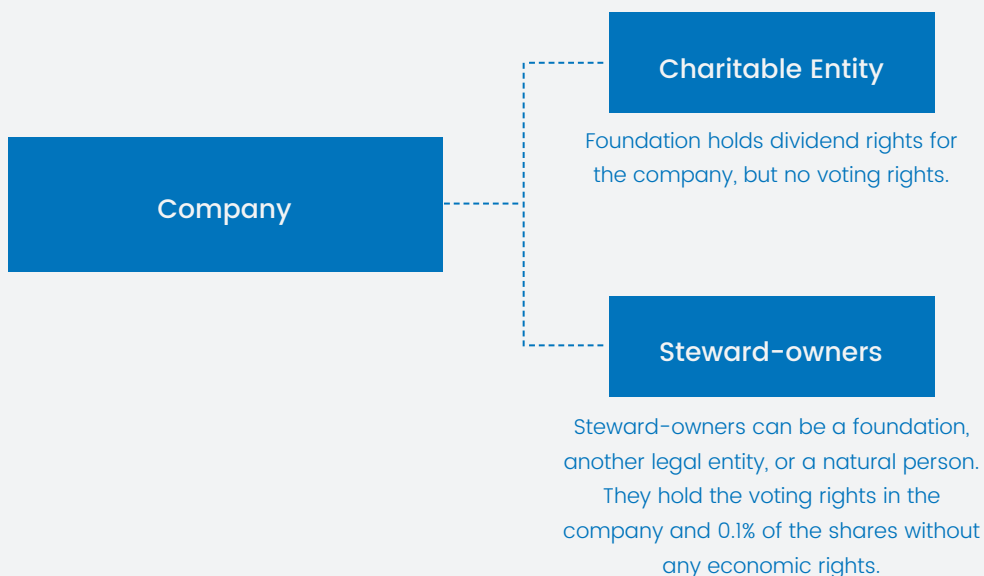 Charitable Entity
Foundation holds dividend rights for
the company, but no voting rights.
Company
Steward-owners
Steward-owners can be a foundation,
another legal entity, or a natural person.
They hold the voting rights in the
company and 0.1% of the shares without
any economic rights.